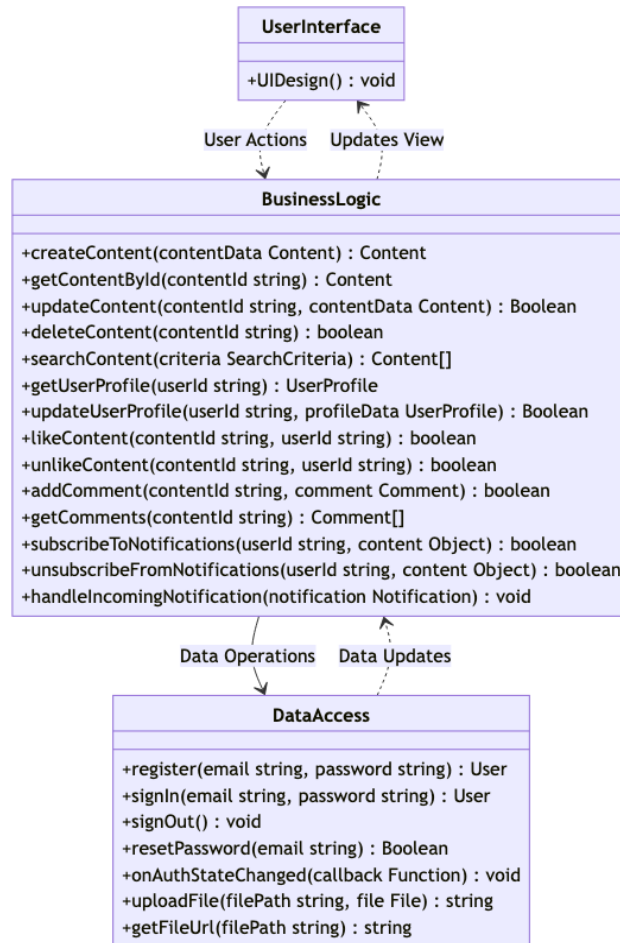 UserInterface
+UIDesign() : void
User Actions
Updates View
BusinessLogic
+createContent(contentData Content) : Content
+getContentById(contentId string) : Content
+updateContent(contentId string, contentData Content) : Boolean
+deleteContent(contentId string) : boolean
+searchContent(criteria SearchCriteria) : Content[]
+getUserProfile(userId string) : UserProfile
+updateUserProfile(userId string, profileData UserProfile) : Boolean
+likeContent(contentId string, userId string) : boolean
+unlikeContent(contentId string, userId string) : boolean
+addComment(contentId string, comment Comment) : boolean
+getComments(contentId string) : Comment[]
+subscribeToNotifications(userId string, content Object) : boolean
+unsubscribeFromNotifications(userId string, content Object) : boolean
+handleIncomingNotification(notification Notification) : void
Data Operations
Data Updates
DataAccess
+register(email string, password string) : User
+signIn(email string, password string) : User
+signOut() : void
+resetPassword(email string) : Boolean
+onAuthStateChanged(callback Function) : void
+uploadFile(filePath string, file File) : string
+getFileUrl(filePath string) : string